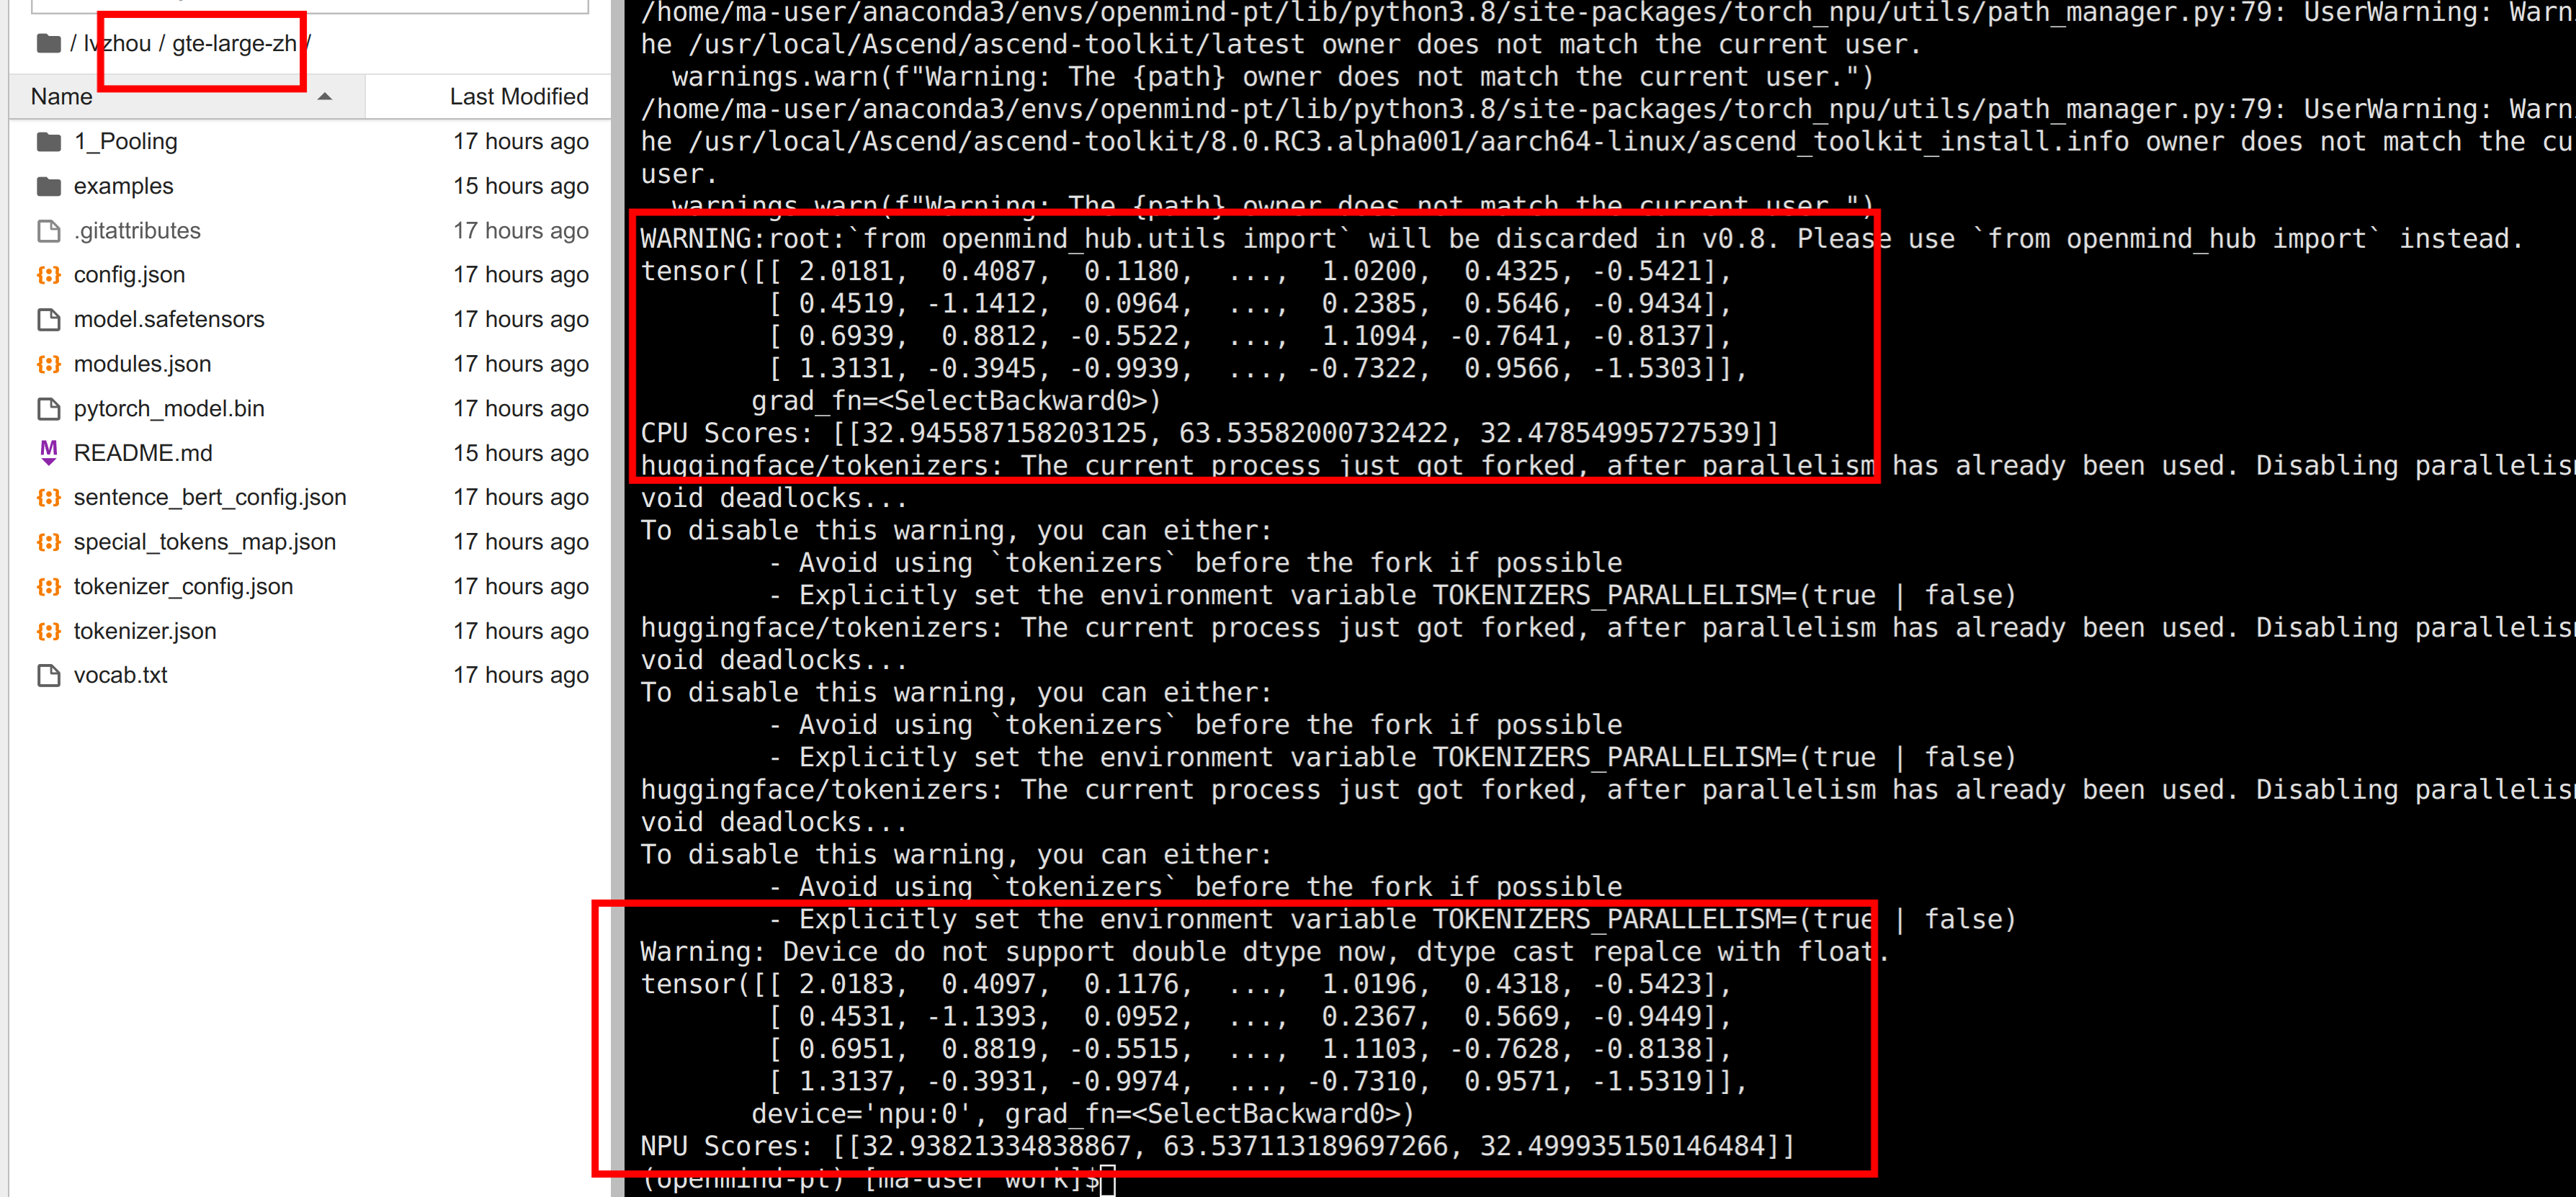 / lvzhou / gte-large-zh /
Name Last Modified
1_Pooling 17 hours ago
examples 15 hours ago
.gitattributes 17 hours ago
config.json 17 hours ago
model.safetensors 17 hours ago
modules.json 17 hours ago
pytorch_model.bin 17 hours ago
README.md 15 hours ago
sentence_bert_config.json 17 hours ago
special_tokens_map.json 17 hours ago
tokenizer_config.json 17 hours ago
tokenizer.json 17 hours ago
vocab.txt 17 hours ago
/home/ma-user/anaconda3/envs/openmind-pt/lib/python3.8/site-packages/torch_npu/utils/path_manager.py:79: UserWarning: Warn
he /usr/local/Ascend/ascend-toolkit/latest owner does not match the current user.
warnings.warn(f"Warning: The {path} owner does not match the current user.")
/home/ma-user/anaconda3/envs/openmind-pt/lib/python3.8/site-packages/torch_npu/utils/path_manager.py:79: UserWarning: Warn
he /usr/local/Ascend/ascend-toolkit/8.0.RC3.alpha001/aarch64-linux/ascend_toolkit_install.info owner does not match the cu
user.
warnings.warn(f"Warning: The {path} owner does not match the current user.")
WARNING:root:`from openmind_hub.utils import` will be discarded in v0.8. Please use `from openmind_hub import` instead.
tensor([[ 2.0181,  0.4087,  0.1180,  ...,  1.0200,  0.4325, -0.5421],
[ 0.4519, -1.1412,  0.0964,  ...,  0.2385,  0.5646, -0.9434],
[ 0.6939,  0.8812, -0.5522,  ...,  1.1094, -0.7641, -0.8137],
[ 1.3131, -0.3945, -0.9939,  ..., -0.7322,  0.9566, -1.5303]],
grad_fn=<SelectBackward0>)
CPU Scores: [[32.945587158203125, 63.53582000732422, 32.47854995727539]]
huggingface/tokenizers: The current process just got forked, after parallelism has already been used. Disabling parallelis
void deadlocks...
To disable this warning, you can either:
- Avoid using `tokenizers` before the fork if possible
- Explicitly set the environment variable TOKENIZERS_PARALLELISM=(true | false)
huggingface/tokenizers: The current process just got forked, after parallelism has already been used. Disabling parallelis
void deadlocks...
To disable this warning, you can either:
- Avoid using `tokenizers` before the fork if possible
- Explicitly set the environment variable TOKENIZERS_PARALLELISM=(true | false)
huggingface/tokenizers: The current process just got forked, after parallelism has already been used. Disabling parallelis
void deadlocks...
To disable this warning, you can either:
- Avoid using `tokenizers` before the fork if possible
- Explicitly set the environment variable TOKENIZERS_PARALLELISM=(true | false)
Warning: Device do not support double dtype now, dtype cast repalce with float.
tensor([[ 2.0183,  0.4097,  0.1176,  ...,  1.0196,  0.4318, -0.5423],
[ 0.4531, -1.1393,  0.0952,  ...,  0.2367,  0.5669, -0.9449],
[ 0.6951,  0.8819, -0.5515,  ...,  1.1103, -0.7628, -0.8138],
[ 1.3137, -0.3931, -0.9974,  ..., -0.7310,  0.9571, -1.5319]],
device='npu:0', grad_fn=<SelectBackward0>)
NPU Scores: [[32.93821334838867, 63.537113189697266, 32.499935150146484]]
(openmind-pt) [ma-user work]$